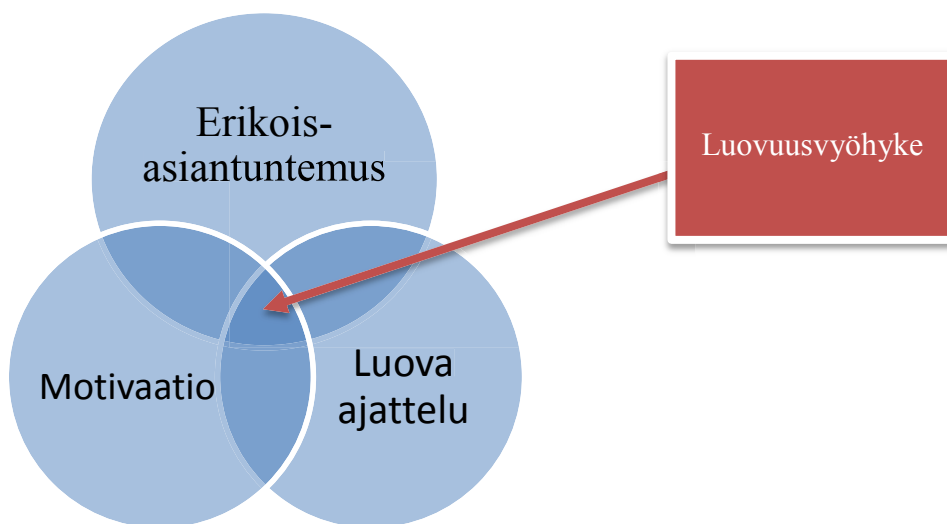 Erikois-
asiantuntemus
Luovuusvyöhyke
Motivaatio
Luova
ajattelu